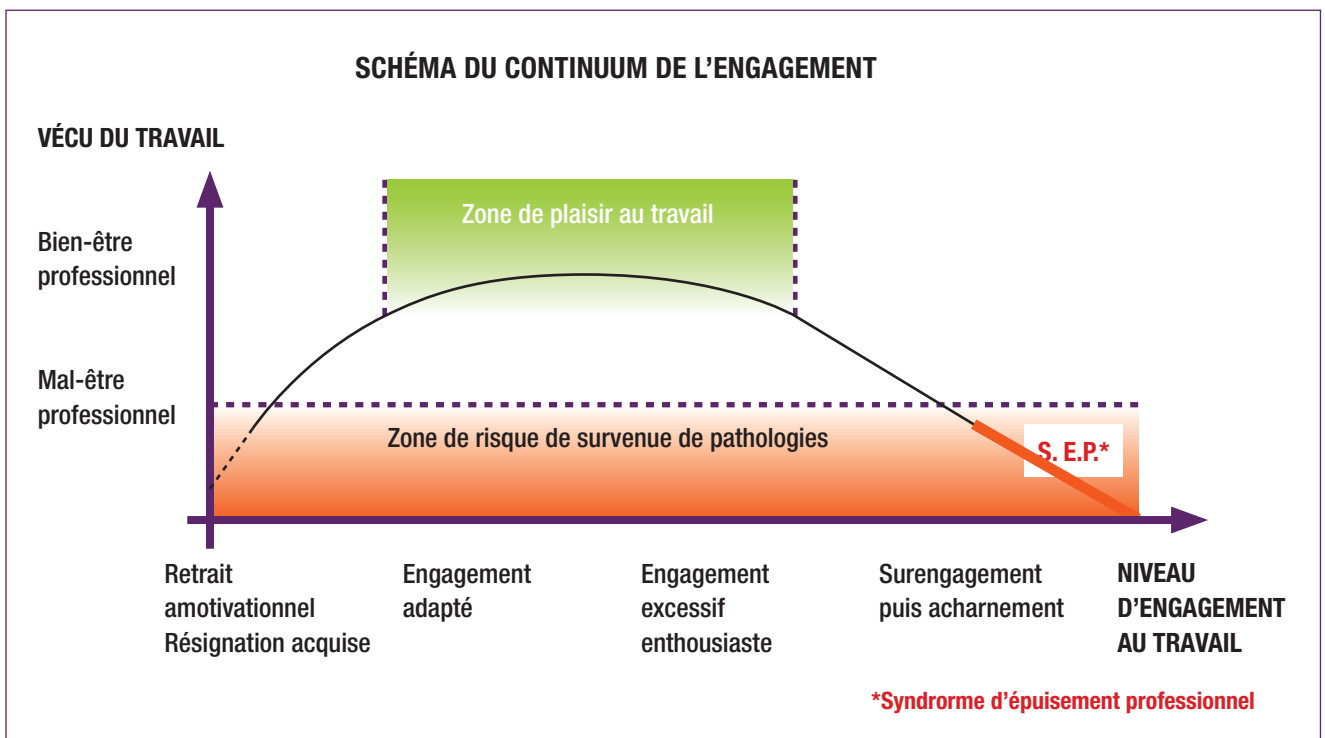 SCHÉMA DU CONTINUUM DE L'ENGAGEMENT
VÉCU DU TRAVAIL
Zone de plaisir au travail
Bien-être
professionnel
Mal-être
professionnel
Zone de risque de survenue de pathologies
S. E.P.*
Retrait
amotivationnel
Résignation acquise
Engagement
adapté
Engagement
excessif
enthousiaste
Surengagement
puis acharnement
NIVEAU
D'ENGAGEMENT
AU TRAVAIL
*Syndrorme d'épuisement professionnel